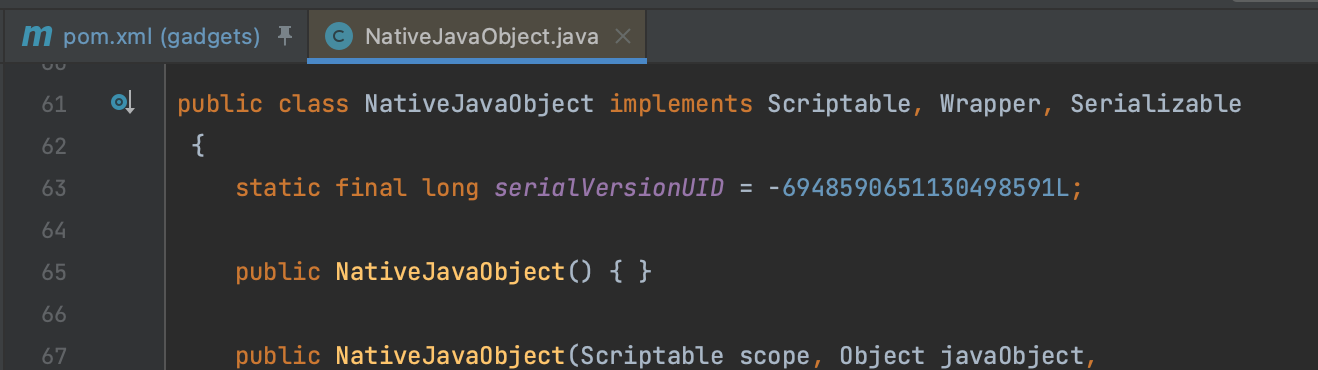 m pom.xml (gadgets)
C NativeJavaObject.java
61 public class NativeJavaObject implements Scriptable, Wrapper, Serializable
62 {
63 static final long serialVersionUID = -6948590651130498591L;
64
65 public NativeJavaObject() { }
66
67 public NativeJavaObject(Scriptable scope, Object javaObject,